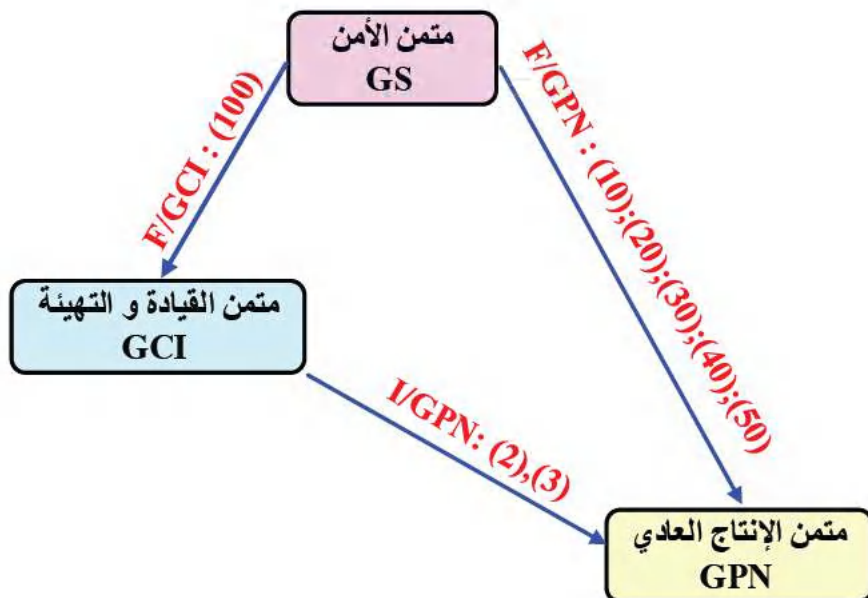 متمن الأمن
GS
F/GCI : (100)
F/GPN : (10);(20);(30);(40);(50)
متمن القيادة و التهيئة
GCI
I/GPN: (2),(3)
متمن الإنتاج العادي
GPN